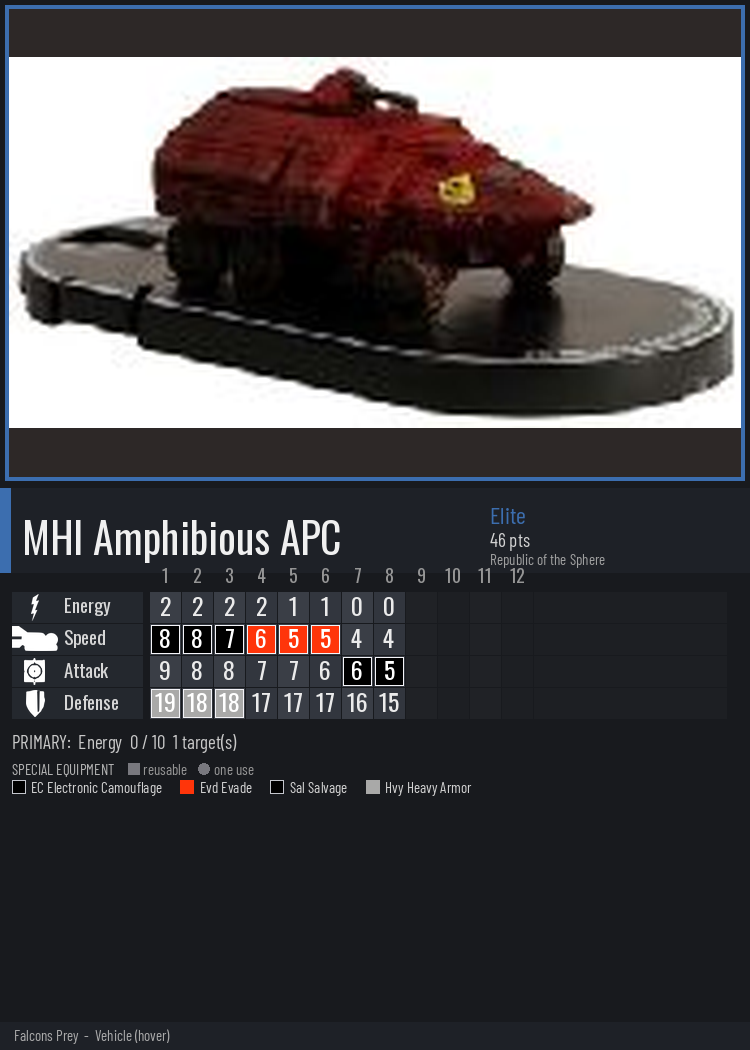 MHI Amphibious APC
Elite
46 pts
Republic of the Sphere
1 2 3 4 5 6 7 8 9 10 11 12
Energy 2 2 2 2 1 1 0 0
Speed 8 8 7 6 5 5 4 4
Attack 9 8 8 7 7 6 6 5
Defense 19 18 18 17 17 17 16 15
PRIMARY: Energy 0 / 10 1 target(s)
SPECIAL EQUIPMENT reusable one use
EC Electronic Camouflage Evd Evade Sal Salvage Hvy Heavy Armor
Falcons Prey - Vehicle (hover)